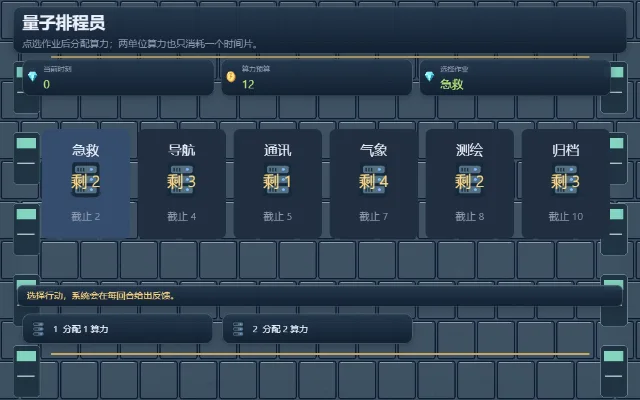 量子排程员
点选作业后分配算力；两单位算力也只消耗一个时间片。
当前时刻
0
算力预算
12
选择作业
急救
急救
剩 2
截止 2
导航
剩 3
截止 4
通讯
剩 1
截止 5
气象
剩 4
截止 7
测绘
剩 2
截止 8
归档
剩 3
截止 10
选择行动，系统会在每回合给出反馈。
1 分配 1 算力
2 分配 2 算力